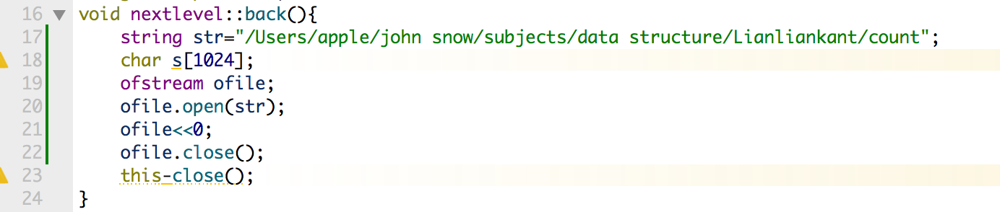 16 void nextlevel::back(){
17 string str="/Users/apple/john snow/subjects/data structure/Lianliankant/count";
18 char s[1024];
19 ofstream ofile;
20 ofile.open(str);
21 ofile<<0;
22 ofile.close();
23 this-close();
24 }